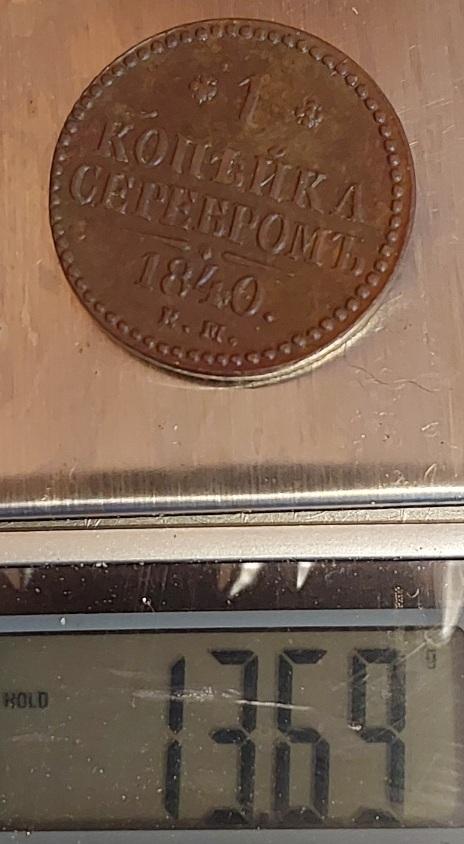 1
КОПѢЙКА
СЕРЕБРОМЪ
1840.
Е. М.
HOLD
13.69